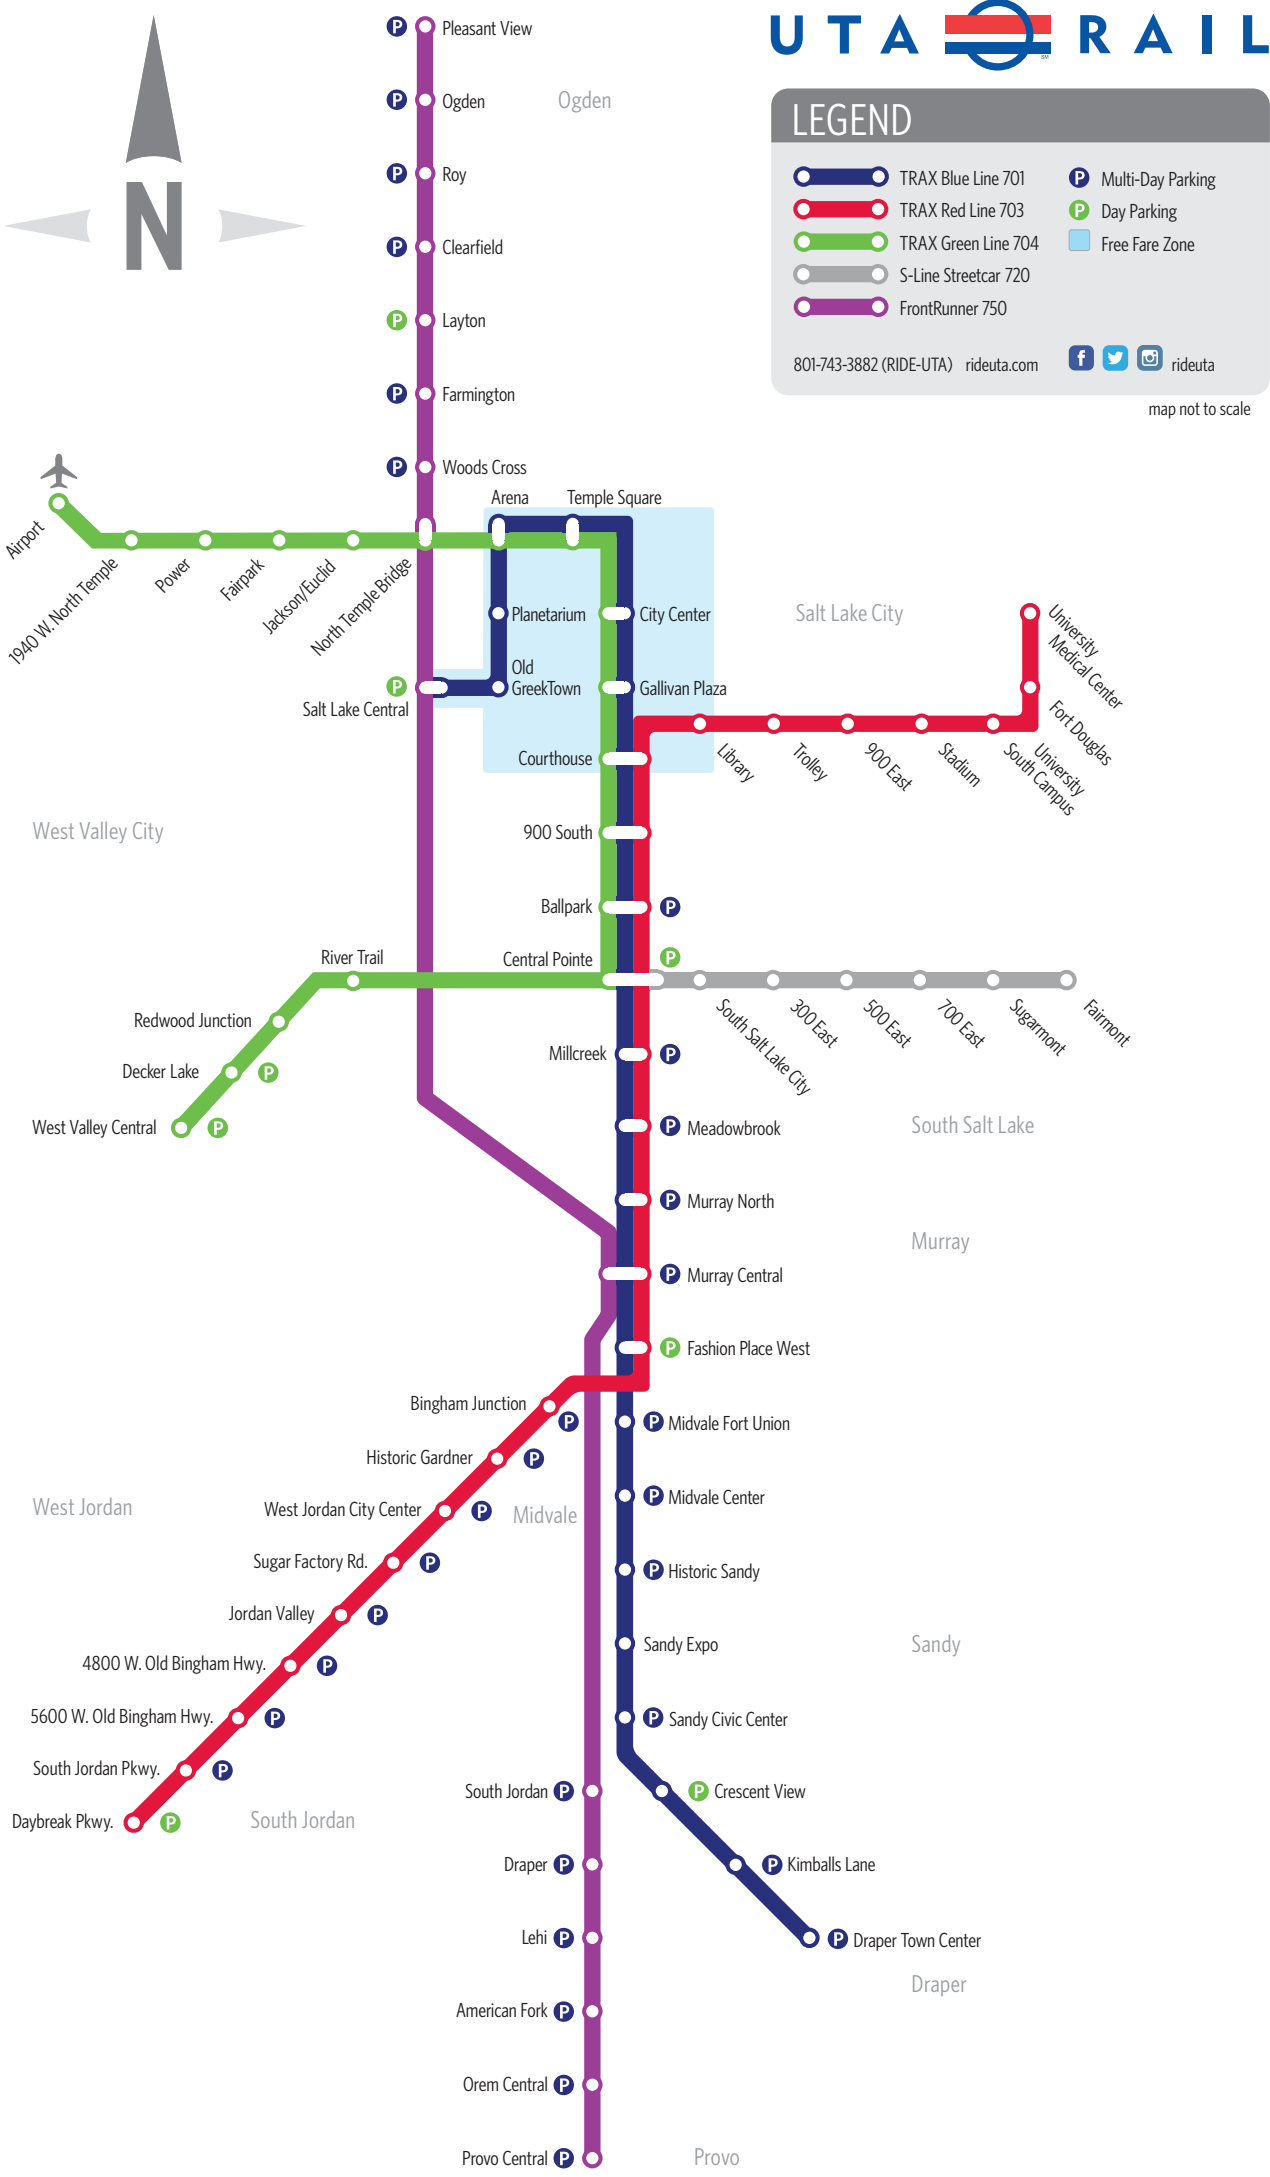 UTA RAIL
SM
LEGEND
TRAX Blue Line 701
TRAX Red Line 703
TRAX Green Line 704
S-Line Streetcar 720
FrontRunner 750
P Multi-Day Parking
P Day Parking
Free Fare Zone
801-743-3882 (RIDE-UTA) rideuta.com
f rideuta
map not to scale
N
P Pleasant View
P Ogden
Ogden
P Roy
P Clearfield
P Layton
P Farmington
P Woods Cross
Arena
Temple Square
Airport
1940 W. North Temple
Power
Fairpark
Jackson/Euclid
North Temple Bridge
Planetarium
City Center
Salt Lake City
Old
GreekTown
Gallivan Plaza
P
Salt Lake Central
University
Medical Center
Fort Douglas
University
South Campus
Stadium
900 East
Trolley
Library
Courthouse
West Valley City
900 South
Ballpark P
Central Pointe P
River Trail
Redwood Junction
Decker Lake P
West Valley Central P
South Salt Lake City
300 East
500 East
700 East
Sugarmont
Fairmont
Millcreek P
P Meadowbrook
South Salt Lake
P Murray North
Murray
P Murray Central
P Fashion Place West
Bingham Junction P
P Midvale Fort Union
Historic Gardner P
P Midvale Center
West Jordan
West Jordan City Center P
Midvale
Sugar Factory Rd. P
P Historic Sandy
Jordan Valley P
Sandy Expo
Sandy
4800 W. Old Bingham Hwy. P
5600 W. Old Bingham Hwy. P
P Sandy Civic Center
South Jordan Pkwy. P
Daybreak Pkwy. P
South Jordan
South Jordan P
P Crescent View
Draper P
P Kimballs Lane
Lehi P
P Draper Town Center
Draper
American Fork P
Orem Central P
Provo Central P
Provo